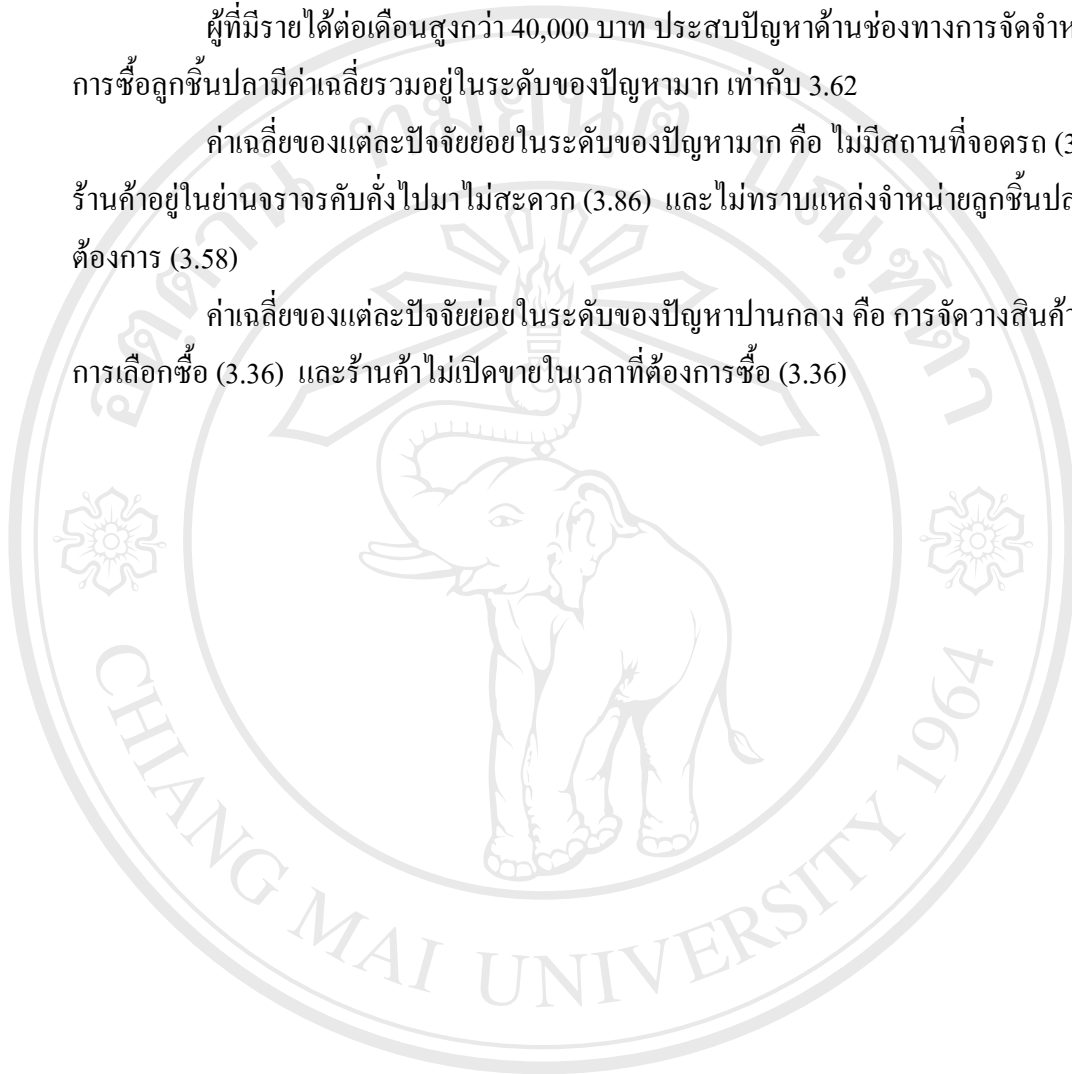 ผู้ที่มีรายได้ต่อเดือนสูงกว่า 40,000 บาท ประสบปัญหาด้านช่องทางการจัดจำห
การซื้อลูกชิ้นปลามีค่าเฉลี่ยรวมอยู่ในระดับของปัญหามาก เท่ากับ 3.62
ค่าเฉลี่ยของแต่ละปัจจัยย่อยในระดับของปัญหามาก คือ ไม่มีสถานที่จอดรถ (3
ร้านค้าอยู่ในย่านจราจรคับคั่งไปมาไม่สะดวก (3.86) และไม่ทราบแหล่งจำหน่ายลูกชิ้นปล
ต้องการ (3.58)
ค่าเฉลี่ยของแต่ละปัจจัยย่อยในระดับของปัญหาปานกลาง คือ การจัดวางสินค้า
การเลือกซื้อ (3.36) และร้านค้าไม่เปิดขายในเวลาที่ต้องการซื้อ (3.36)
CHIANG MAI UNIVERSITY 1964